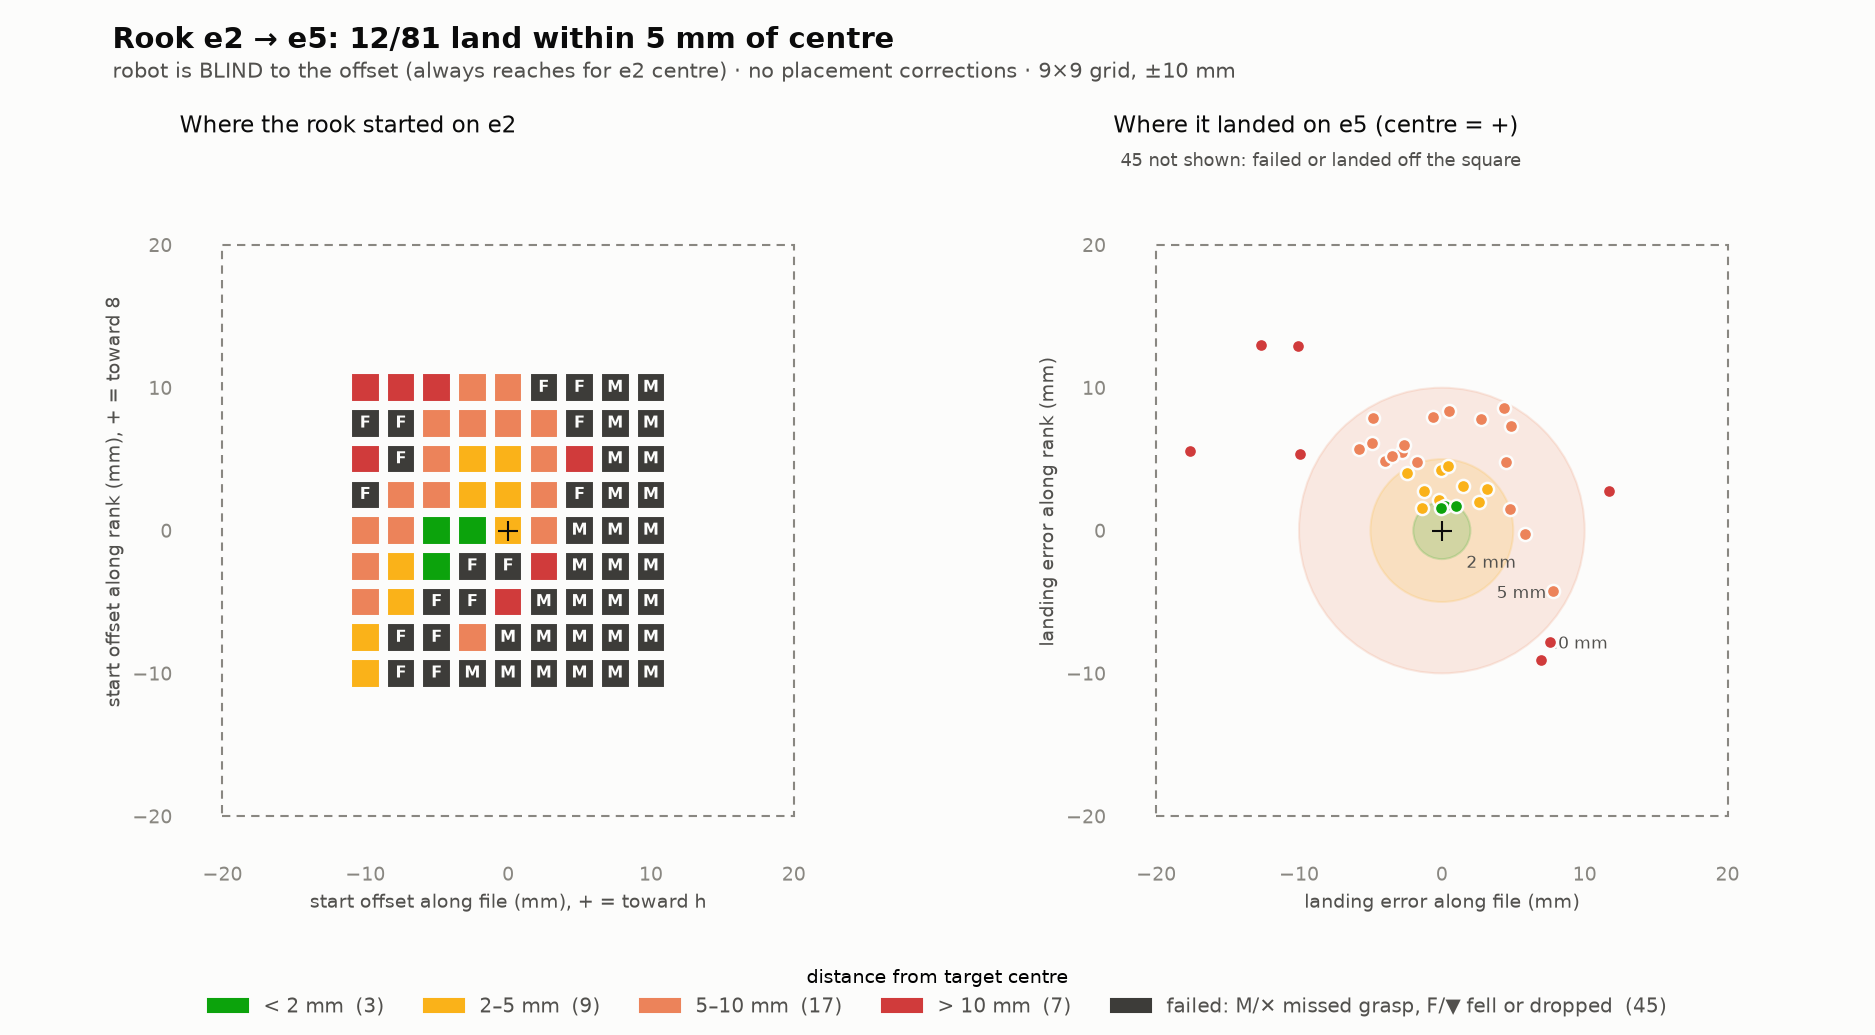 Rook e2 → e5: 12/81 land within 5 mm of centre
robot is BLIND to the offset (always reaches for e2 centre) · no placement corrections · 9×9 grid, ±10 mm
Where the rook started on e2
20
10
0
−10
−20
start offset along rank (mm), + = toward 8
F F M M
F F F M M
F M M
F F M M
M M M
F F M M M
F F M M M M
F F M M M M M
F F M M M M M M
−20 −10 0 10 20
start offset along file (mm), + = toward h
Where it landed on e5 (centre = +)
45 not shown: failed or landed off the square
20
10
0
−10
−20
landing error along rank (mm)
2 mm
5 mm
0 mm
−20 −10 0 10 20
landing error along file (mm)
distance from target centre
< 2 mm (3) 2–5 mm (9) 5–10 mm (17) > 10 mm (7) failed: M/✕ missed grasp, F/▼ fell or dropped (45)